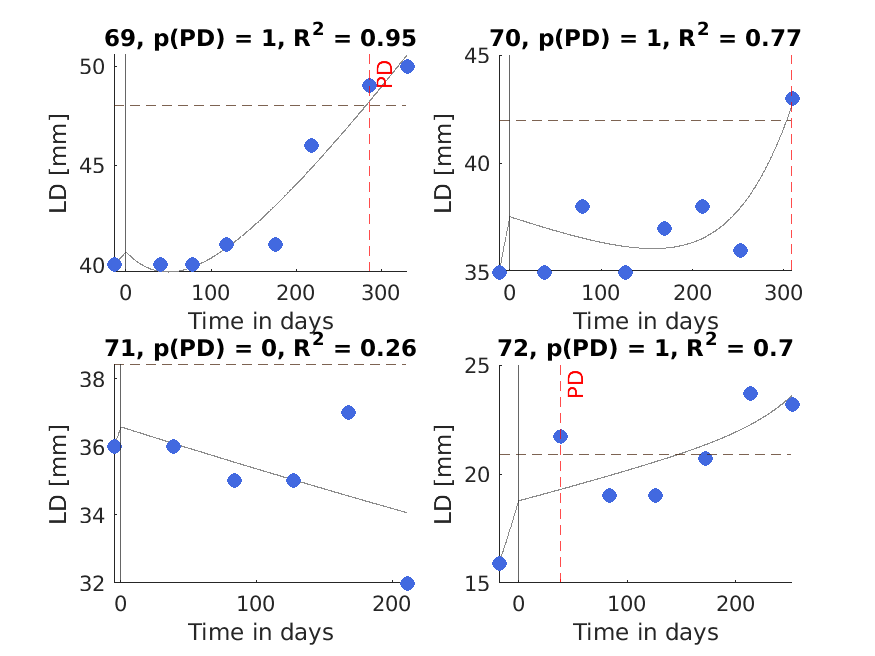 69, p(PD) = 1, R² = 0.95
50
45
40
LD [mm]
PD
0 100 200 300
Time in days
70, p(PD) = 1, R² = 0.77
45
40
35
LD [mm]
0 100 200 300
Time in days
71, p(PD) = 0, R² = 0.26
38
36
34
32
LD [mm]
0 100 200
Time in days
72, p(PD) = 1, R² = 0.7
25
20
15
LD [mm]
PD
0 100 200
Time in days